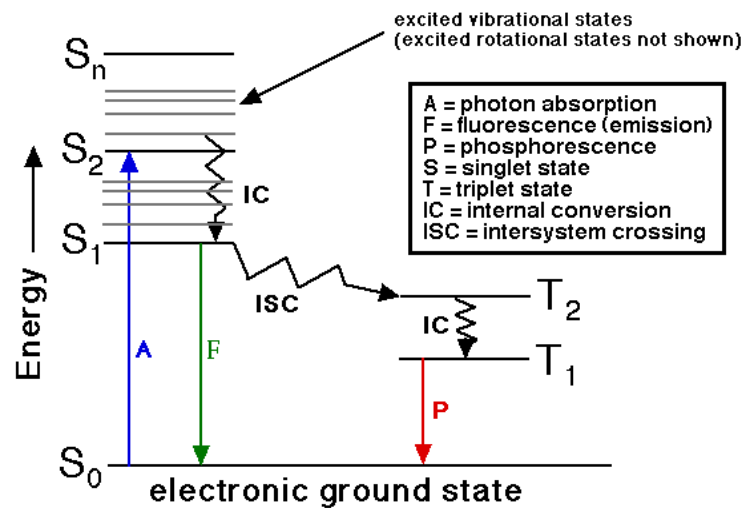 excited vibrational states
(excited rotational states not shown)
Sn
A = photon absorption
F = fluorescence (emission)
P = phosphorescence
S = singlet state
T = triplet state
IC = internal conversion
ISC = intersystem crossing
S2
IC
S1
ISC
T2
IC
T1
Energy
A
F
P
S0
electronic ground state